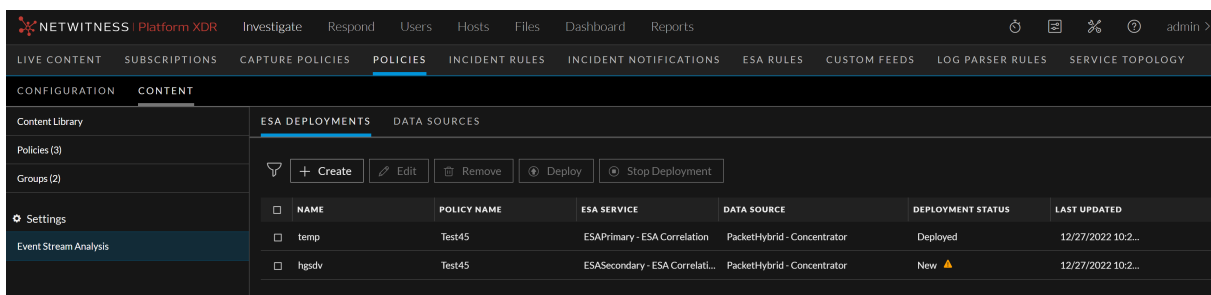 NETWITNESS | Platform XDR Investigate Respond Users Hosts Files Dashboard Reports admin >
LIVE CONTENT SUBSCRIPTIONS CAPTURE POLICIES POLICIES INCIDENT RULES INCIDENT NOTIFICATIONS ESA RULES CUSTOM FEEDS LOG PARSER RULES SERVICE TOPOLOGY
CONFIGURATION CONTENT
Content Library
Policies (3)
Groups (2)
Settings
Event Stream Analysis
ESA DEPLOYMENTS DATA SOURCES
+ Create Edit Remove Deploy Stop Deployment
NAME POLICY NAME ESA SERVICE DATA SOURCE DEPLOYMENT STATUS LAST UPDATED
temp Test45 ESAPrimary - ESA Correlation PacketHybrid - Concentrator Deployed 12/27/2022 10:2...
hgsdv Test45 ESASecondary - ESA Correlati... PacketHybrid - Concentrator New 12/27/2022 10:2...